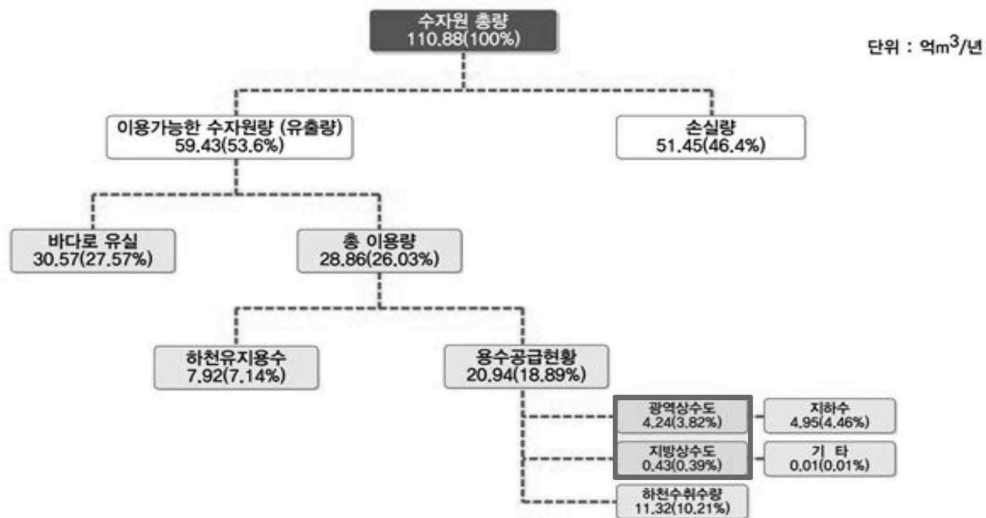 수자원 총량
110.88(100%)
단위 : 억m³/년
이용가능한 수자원량 (유출량)
59.43(53.6%)
손실량
51.45(46.4%)
바다로 유실
30.57(27.57%)
총 이용량
28.86(26.03%)
하천유지용수
7.92(7.14%)
용수공급현황
20.94(18.89%)
광역상수도
4.24(3.82%)
지하수
4.95(4.46%)
지방상수도
0.43(0.39%)
기 타
0.01(0.01%)
하천수취수량
11.32(10.21%)